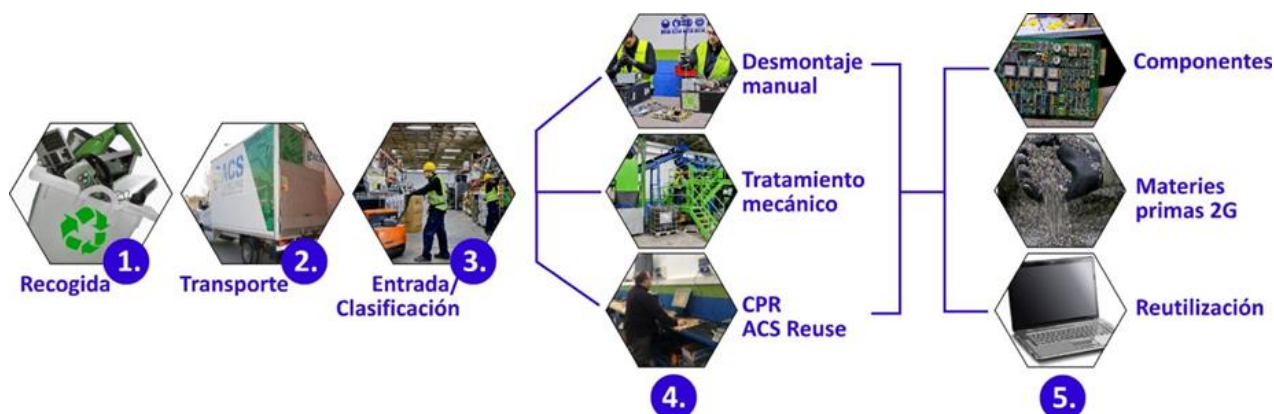 1.
Recogida
ACS
2.
Transporte
3.
Entrada/
Clasificación
Desmontaje
manual
Tratamiento
mecánico
CPR
ACS Reuse
4.
Componentes
Materies
primas 2G
Reutilización
5.